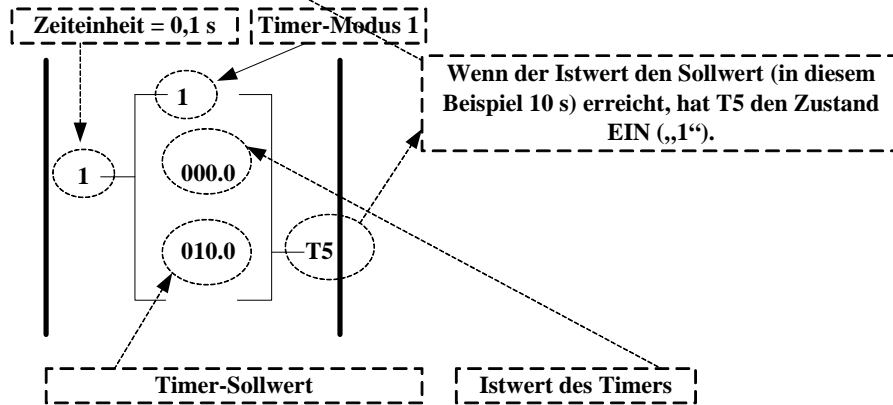 Zeiteinheit = 0,1 s
Timer-Modus 1
Wenn der Istwert den Sollwert (in diesem
Beispiel 10 s) erreicht, hat T5 den Zustand
EIN („1“).
1
000.0
1
010.0
T5
Timer-Sollwert
Istwert des Timers